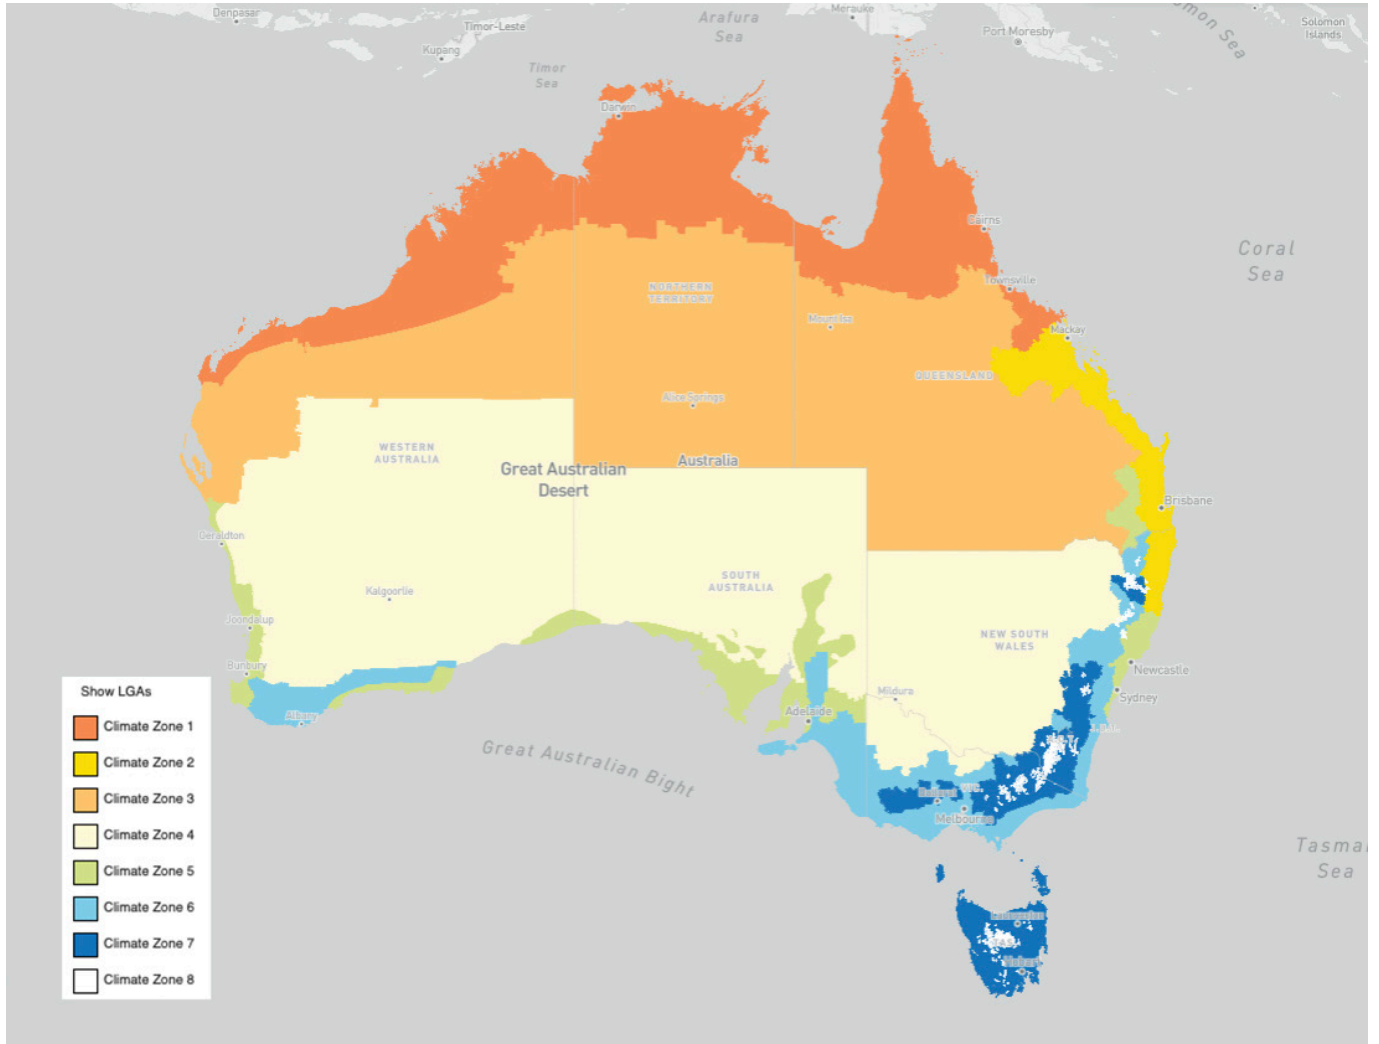 Denpasar
Timor-Leste
Kupang
Arafura
Sea
Merauke
Port Moresby
Solomon
Islands
Timor
Sea
Darwin
Cairns
Coral
Sea
Townsville
NORTHERN
TERRITORY
Mount Isa
Mackay
QUEENSLAND
Alice Springs
WESTERN
AUSTRALIA
Great Australian
Desert
Australia
Brisbane
Geraldton
Kalgoorlie
SOUTH
AUSTRALIA
Joondalup
NEW SOUTH
WALES
Bunbury
Newcastle
Mildura
Sydney
Albany
Adelaide
Great Australian Bight
Melbourne
Sea
TAS.
Hobart
Show LGAs
Climate Zone 1
Climate Zone 2
Climate Zone 3
Climate Zone 4
Climate Zone 5
Climate Zone 6
Climate Zone 7
Climate Zone 8